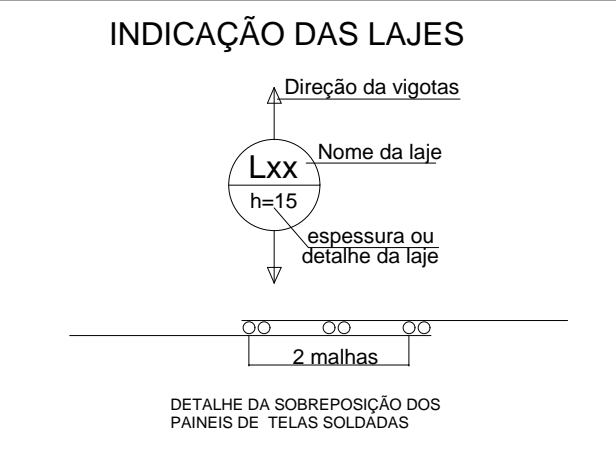 INDICAÇÃO DAS LAJES
Direção da vigotas
Lxx
Nome da laje
h=15
espessura ou
detalhe da laje
2 malhas
DETALHE DA SOBREPOSIÇÃO DOS
PAINEIS DE TELAS SOLDADAS